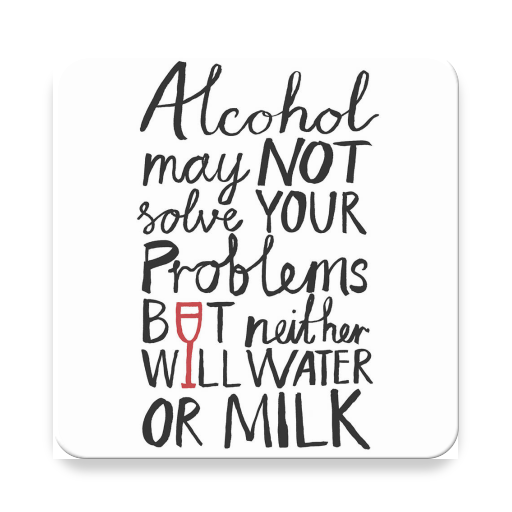 Alcohol
may NOT
solve YOUR
Problems
BUT neither
WILL WATER
OR MILK